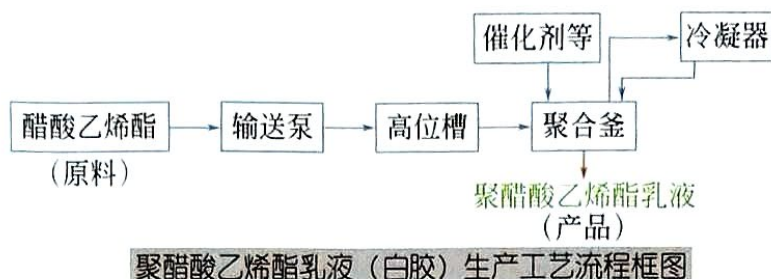 催化剂等
冷凝器
醋酸乙烯酯
输送泵
高位槽
聚合釜
(原料)
聚醋酸乙烯酯乳液
(产品)
聚醋酸乙烯酯乳液（白胶）生产工艺流程框图